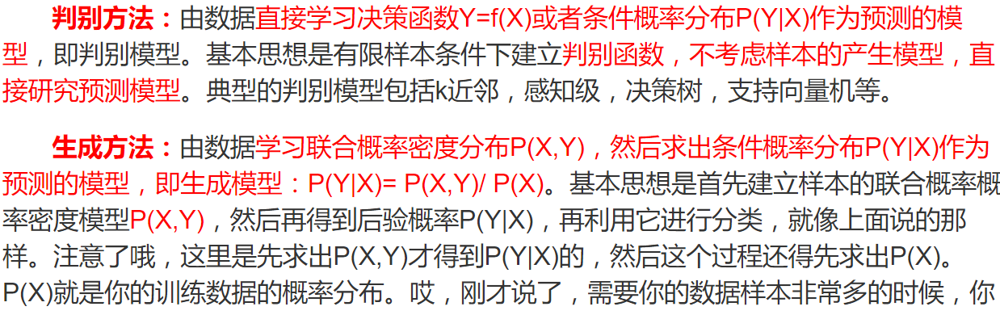 判别方法：由数据直接学习决策函数Y=f(X)或者条件概率分布P(Y|X)作为预测的模
型，即判别模型。基本思想是有限样本条件下建立判别函数，不考虑样本的产生模型，直
接研究预测模型。典型的判别模型包括k近邻，感知级，决策树，支持向量机等。
生成方法：由数据学习联合概率密度分布P(X,Y)，然后求出条件概率分布P(Y|X)作为
预测的模型，即生成模型：P(Y|X)= P(X,Y)/ P(X)。基本思想是首先建立样本的联合概率概
率密度模型P(X,Y)，然后再得到后验概率P(Y|X)，再利用它进行分类，就像上面说的那
样。注意了哦，这里是先求出P(X,Y)才得到P(Y|X)的，然后这个过程还得先求出P(X)。
P(X)就是你的训练数据的概率分布。哎，刚才说了，需要你的数据样本非常多的时候，你